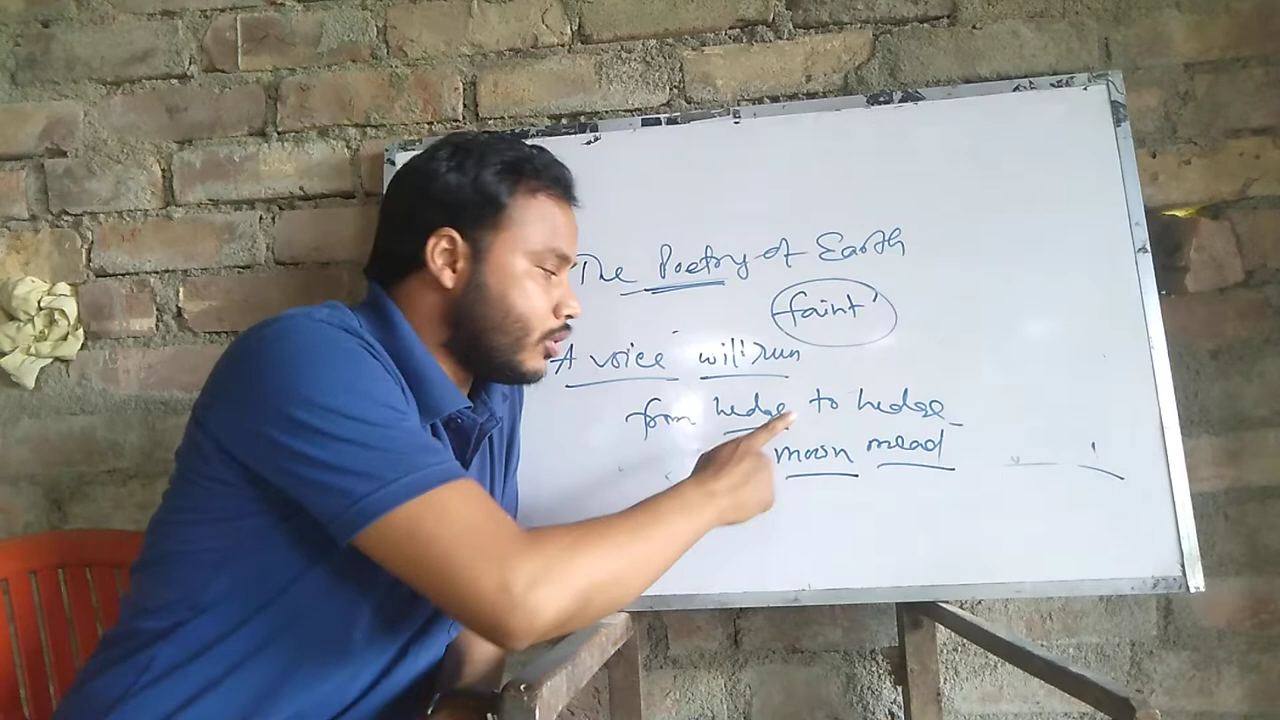 The Poetry of Earth
faint'
A voice will run
from hedge to hedge
moon mead